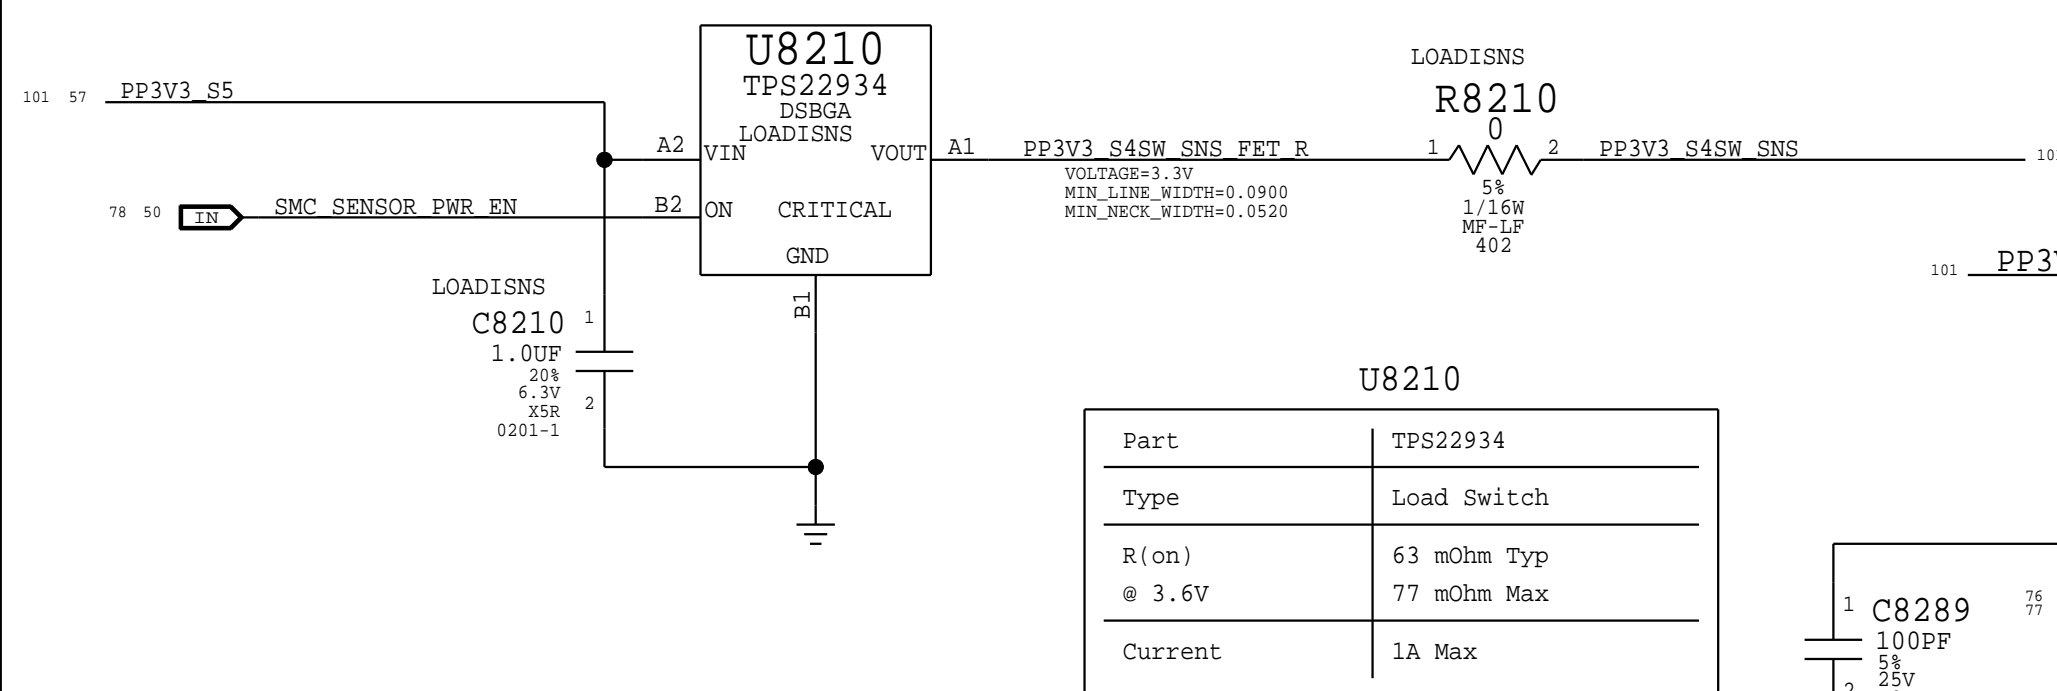 101 57 PP3V3_S5
U8210
TPS22934
DSBGA
LOADISNS
A2 VIN
VOUT A1
78 50 IN SMC_SENSOR_PWR_EN
B2 ON
CRITICAL
GND
B1
PP3V3_S4SW_SNS_FET_R
VOLTAGE=3.3V
MIN_LINE_WIDTH=0.0900
MIN_NECK_WIDTH=0.0520
LOADISNS
R8210
0
1 2
5%
1/16W
MF-LF
402
PP3V3_S4SW_SNS
101 PP3V
LOADISNS
C8210 1
1.0UF
20%
6.3V
X5R 2
0201-1
U8210
Part TPS22934
Type Load Switch
R(on) 63 mOhm Typ
@ 3.6V 77 mOhm Max
Current 1A Max
1 C8289
100PF
5%
25V
2
76
77